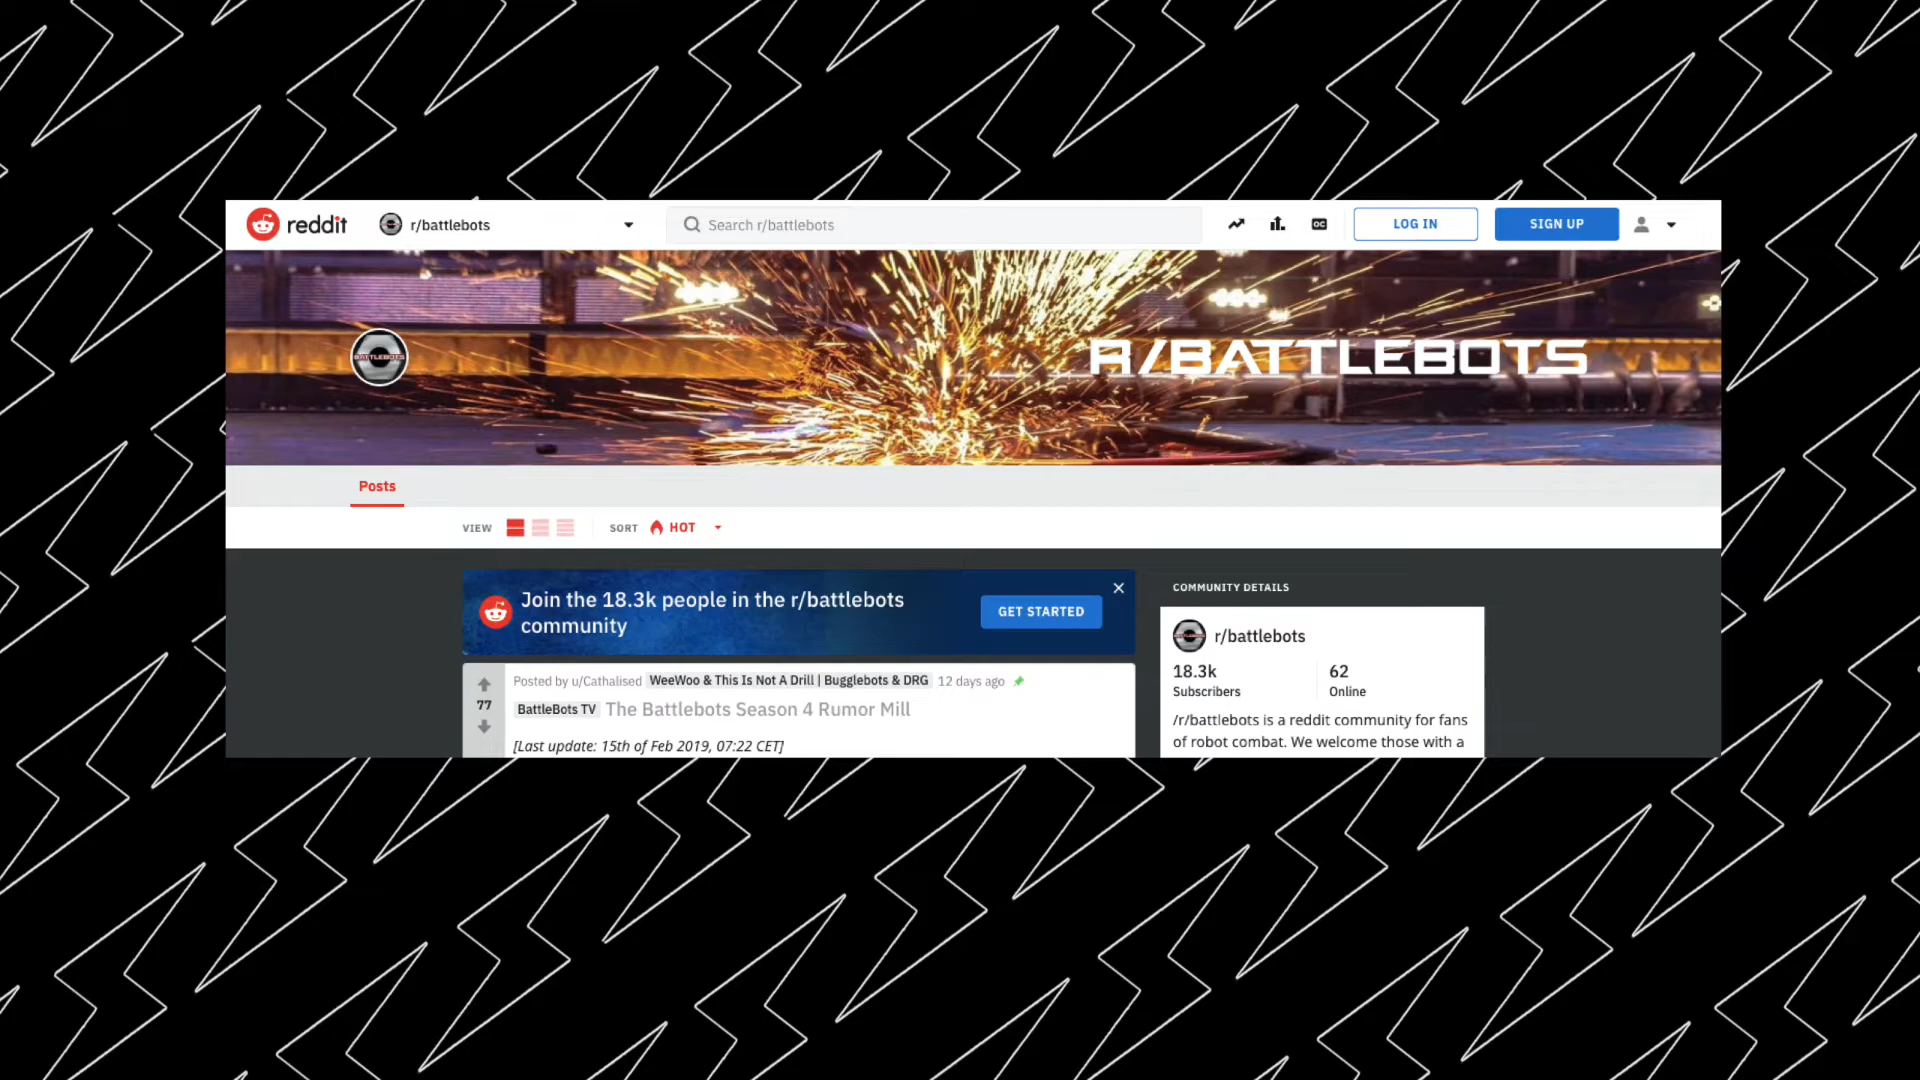 reddit
r/battlebots
Search r/battlebots
OC
LOG IN
SIGN UP
BATTLEBOTS
R/BATTLEBOTS
Posts
VIEW
SORT
HOT
Join the 18.3k people in the r/battlebots
community
GET STARTED
77
Posted by u/Cathalised WeeWoo & This Is Not A Drill | Bugglebots & DRG 12 days ago
BattleBots TV The Battlebots Season 4 Rumor Mill
[Last update: 15th of Feb 2019, 07:22 CET]
COMMUNITY DETAILS
r/battlebots
18.3k
Subscribers
62
Online
/r/battlebots is a reddit community for fans
of robot combat. We welcome those with a